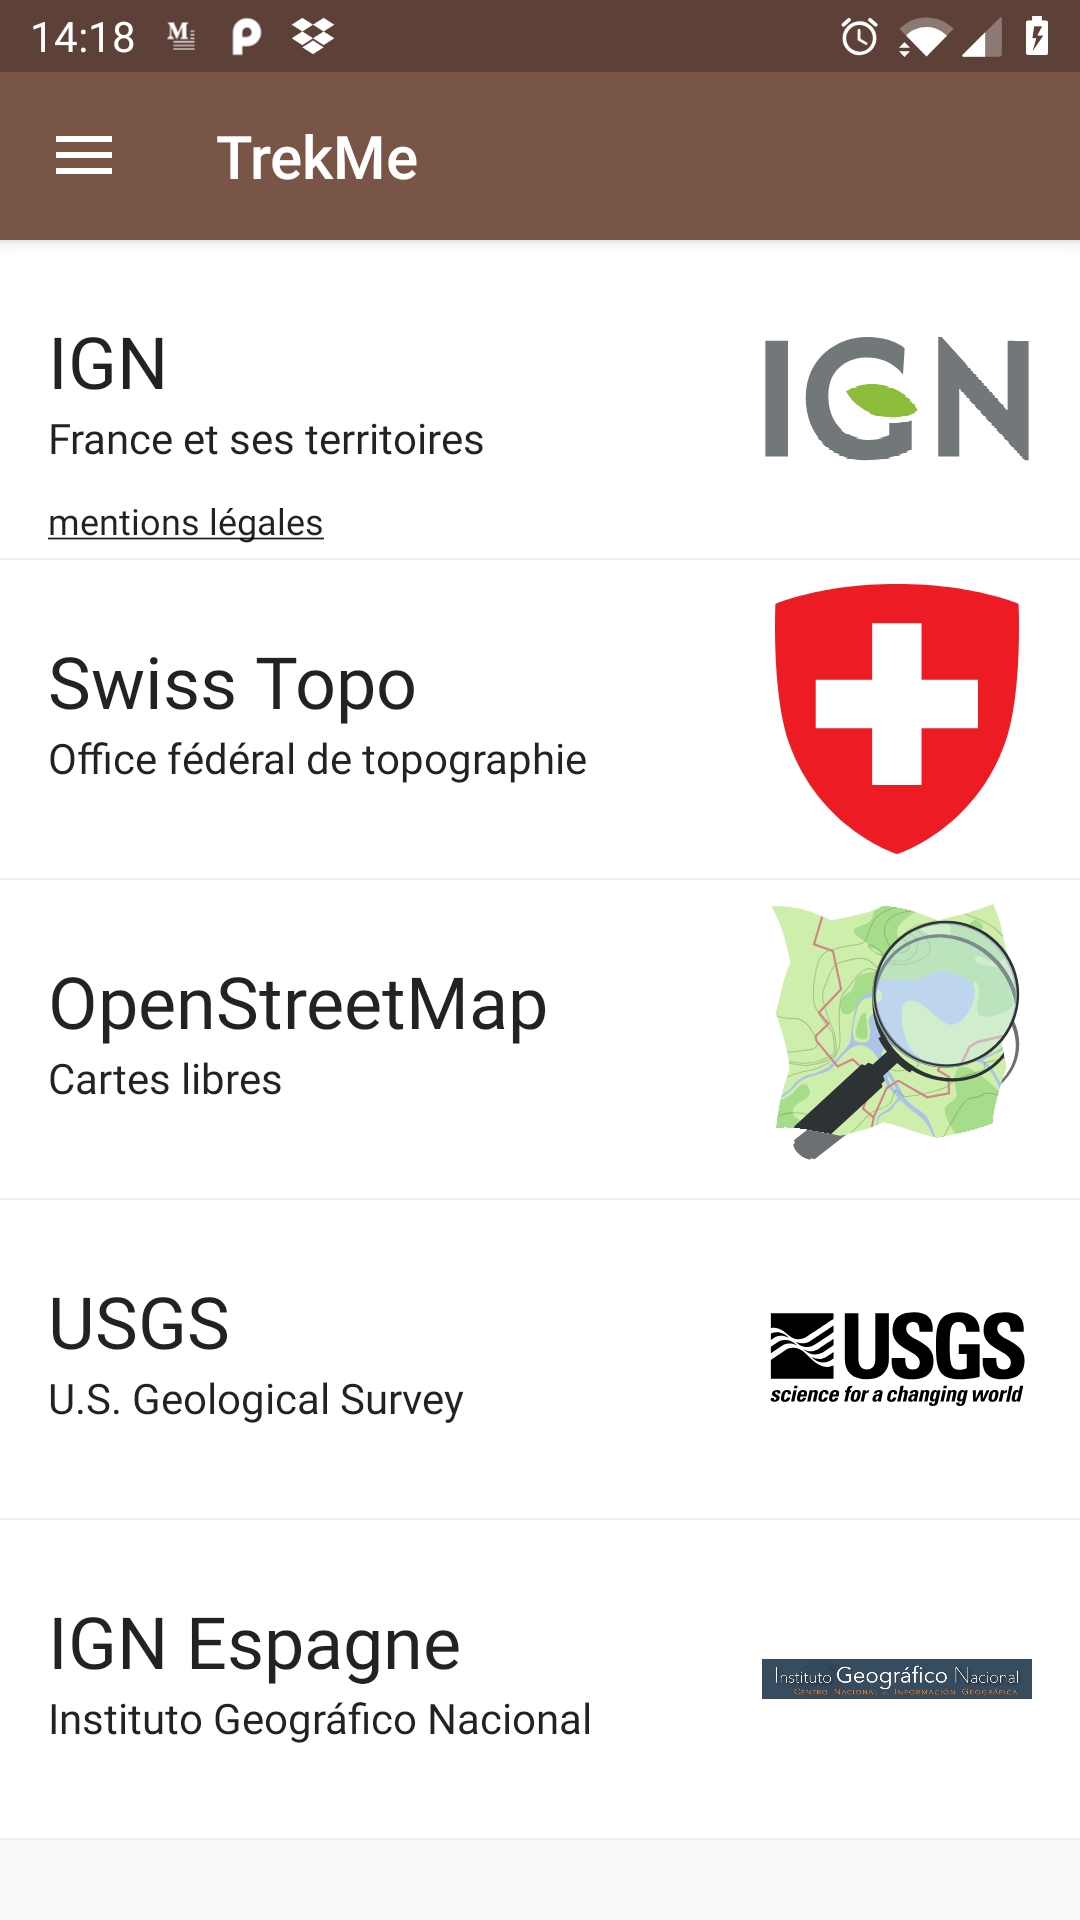 14:18
TrekMe
IGN
France et ses territoires
mentions légales
IGN
Swiss Topo
Office fédéral de topographie
OpenStreetMap
Cartes libres
USGS
U.S. Geological Survey
USGS
science for a changing world
IGN Espagne
Instituto Geográfico Nacional
Instituto Geográfico Nacional
Centro Nacional de Información Geográfica